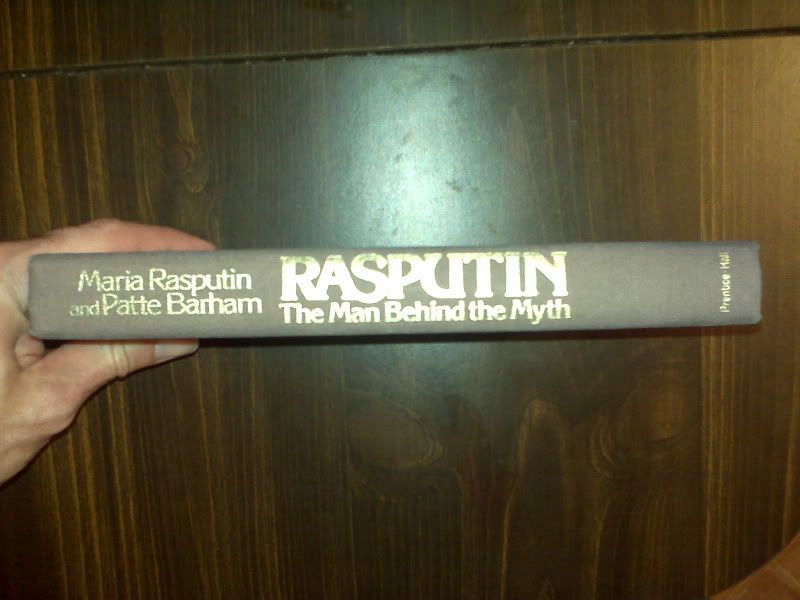 Maria Rasputin
and Patte Barham
RASPUTIN
The Man Behind the Myth
Prentice Hall